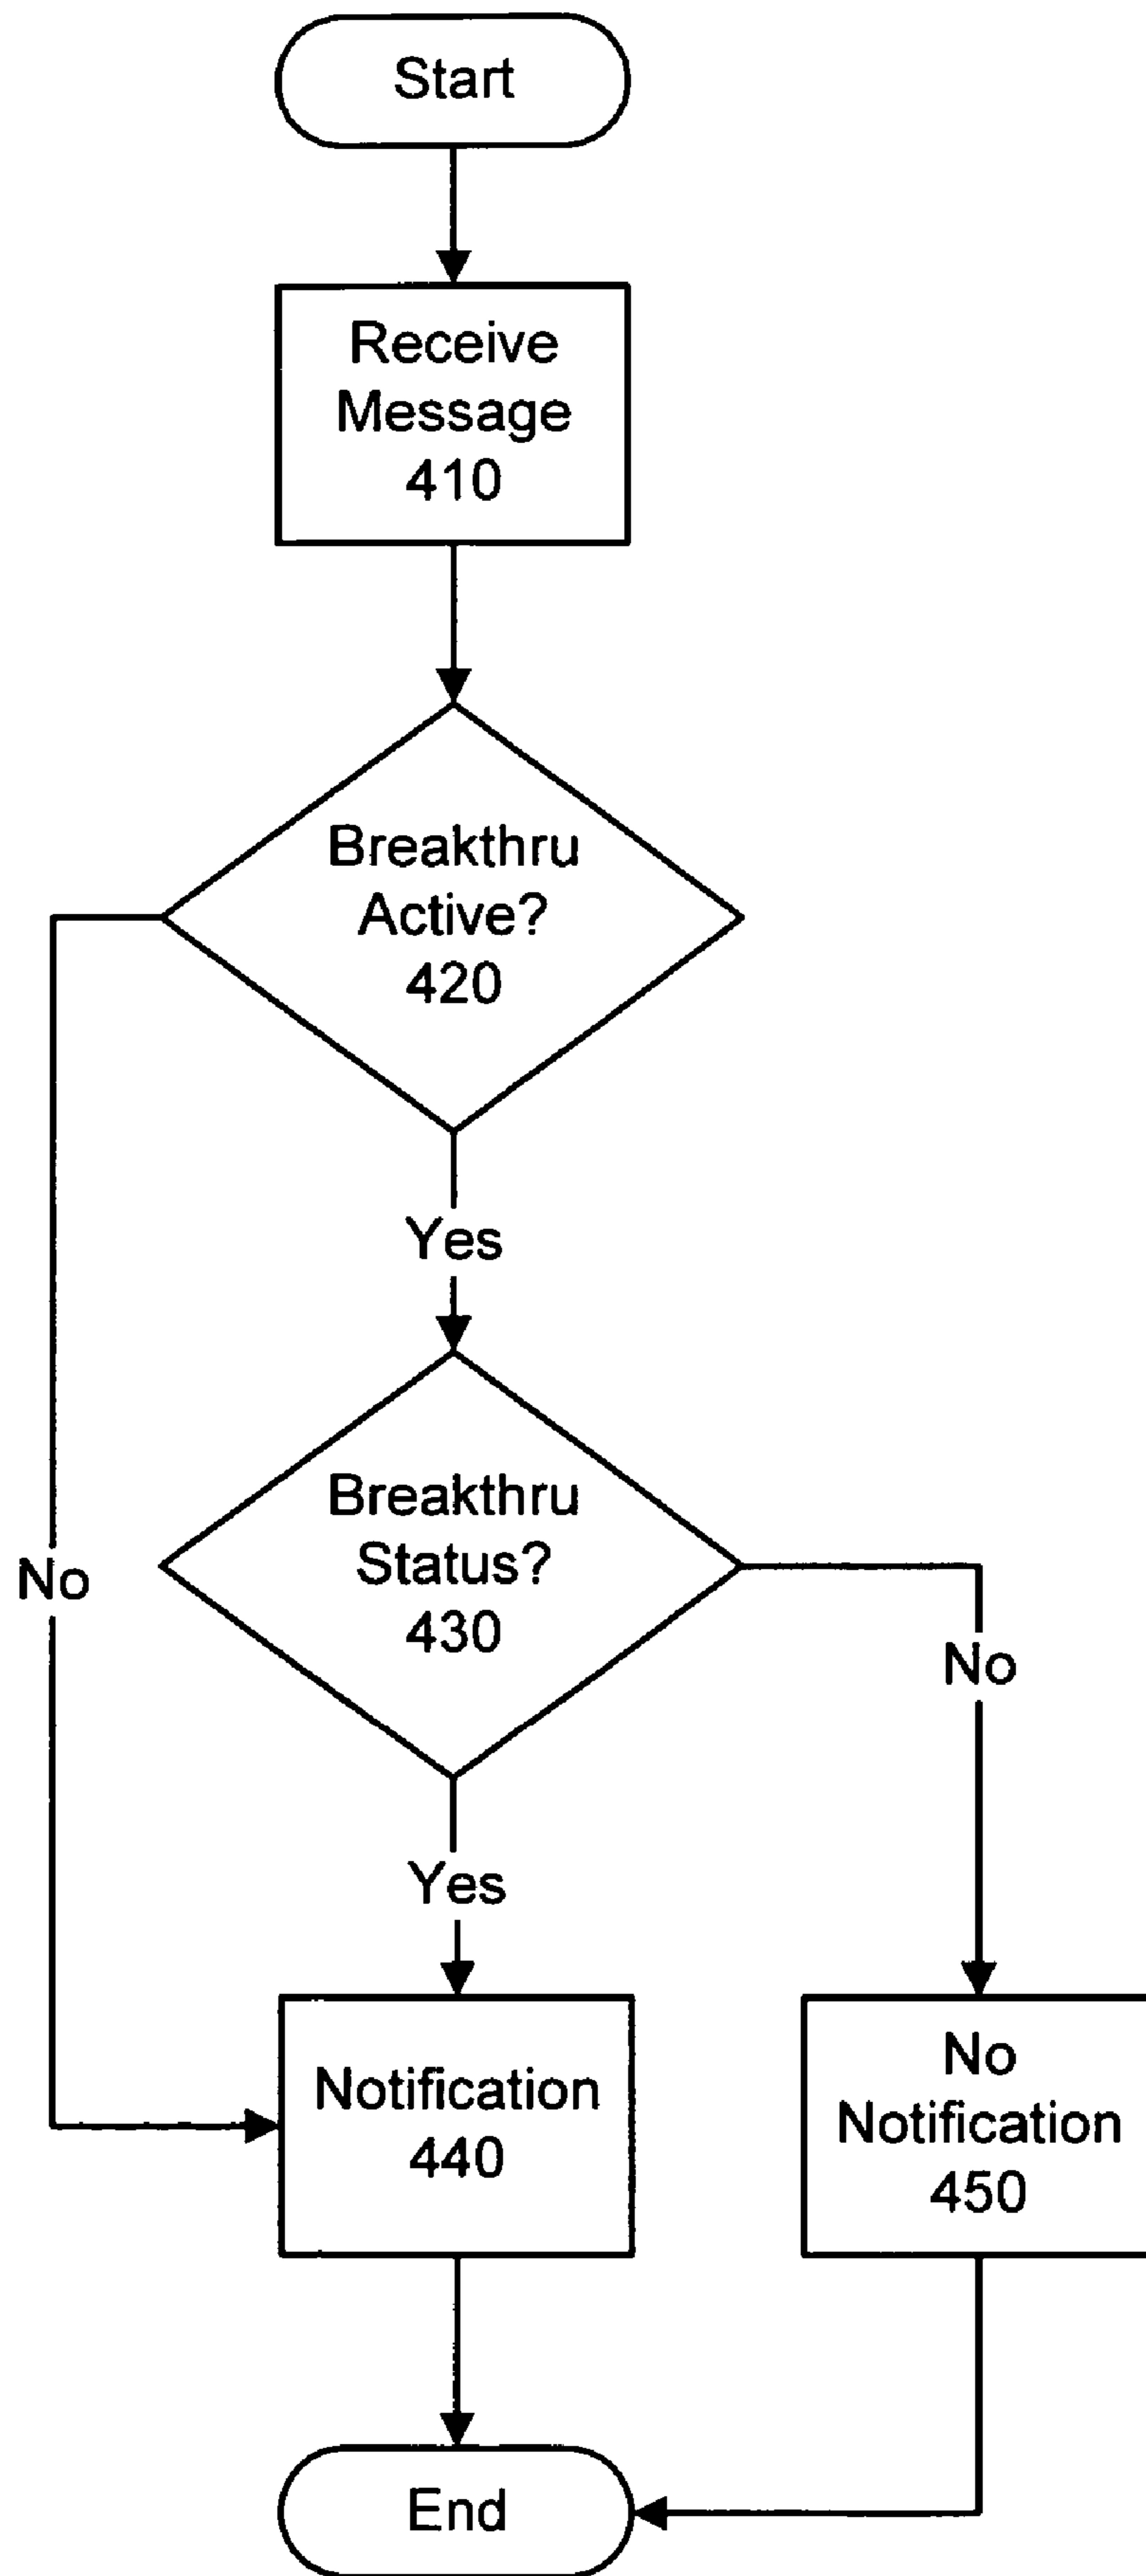 Start
Receive
Message
410
Breakthru
Active?
420
Yes
Breakthru
Status?
430
No
No
Yes
Notification
440
No
Notification
450
End